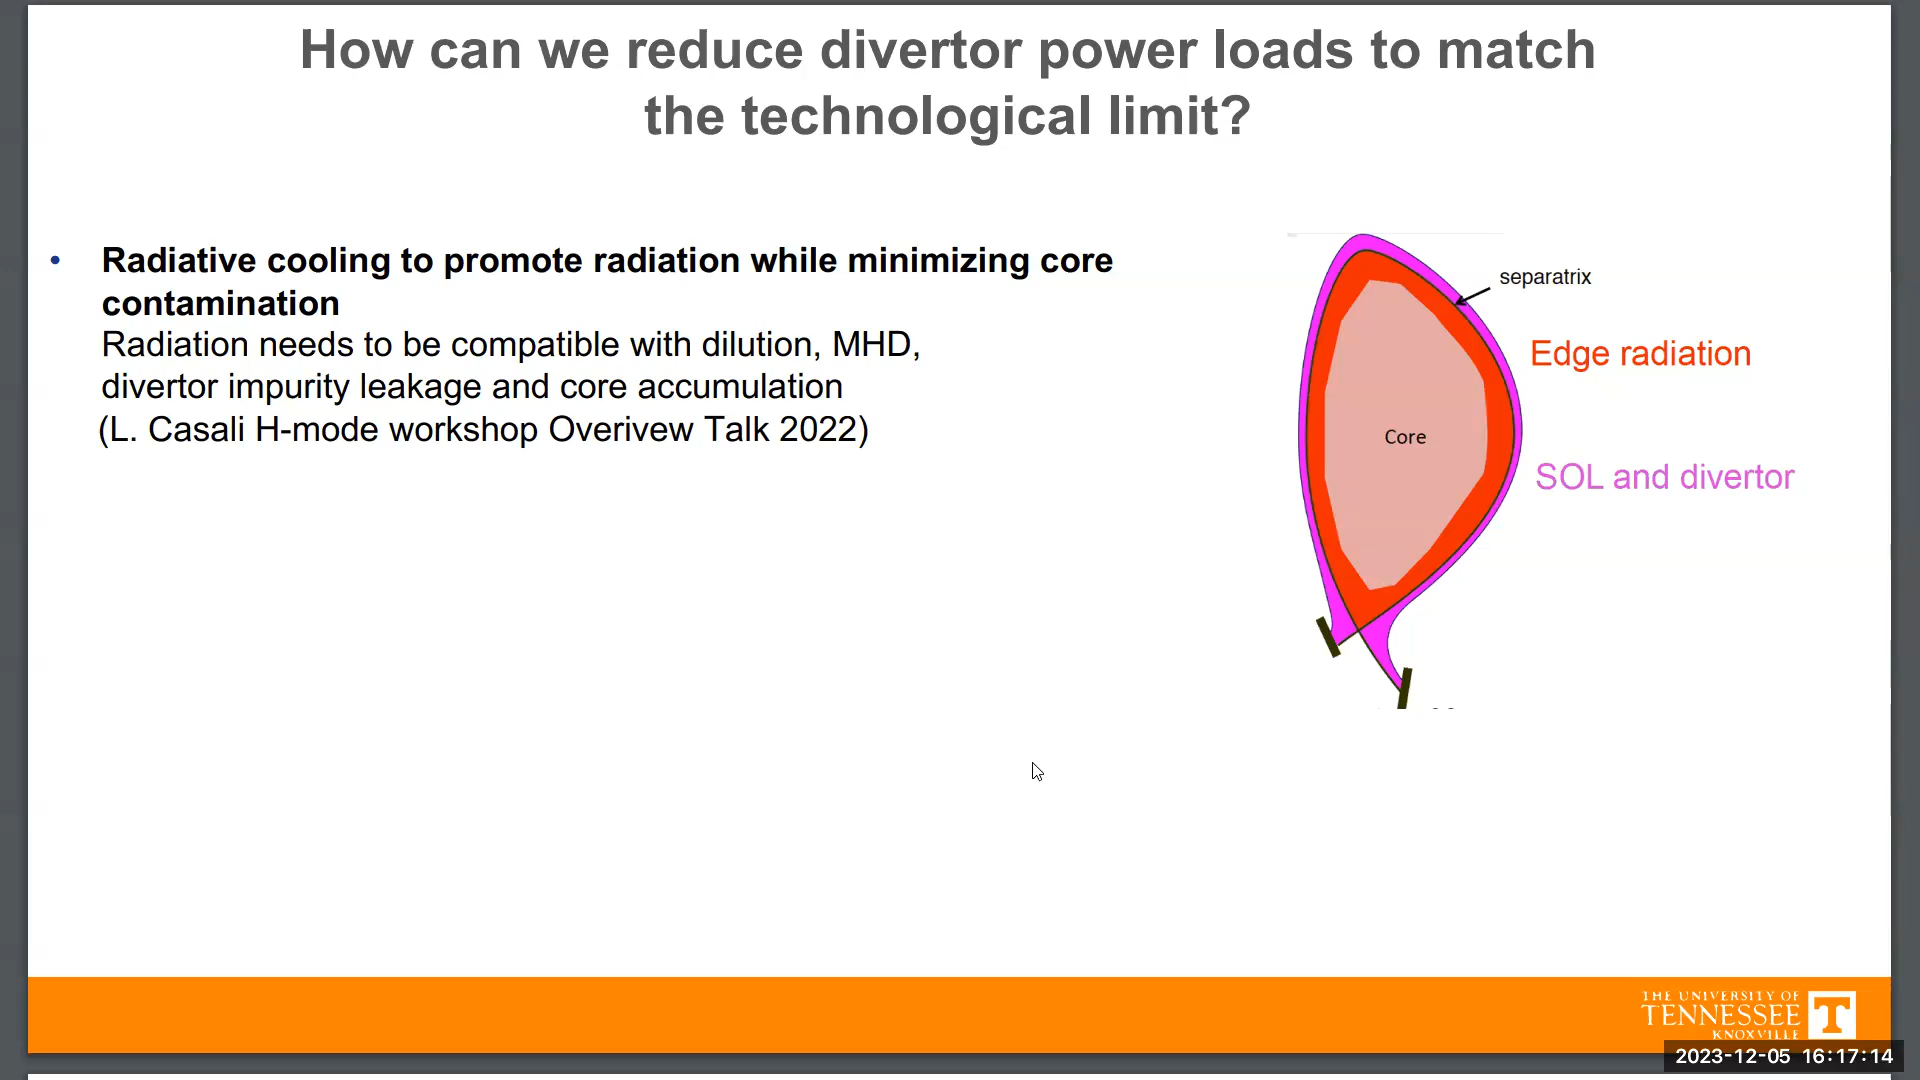 How can we reduce divertor power loads to match
the technological limit?
• Radiative cooling to promote radiation while minimizing core
contamination
Radiation needs to be compatible with dilution, MHD,
divertor impurity leakage and core accumulation
(L. Casali H-mode workshop Overivew Talk 2022)
separatrix
Edge radiation
Core
SOL and divertor
THE UNIVERSITY OF
TENNESSEE
KNOXVILLE
T
2023-12-05 16:17:14